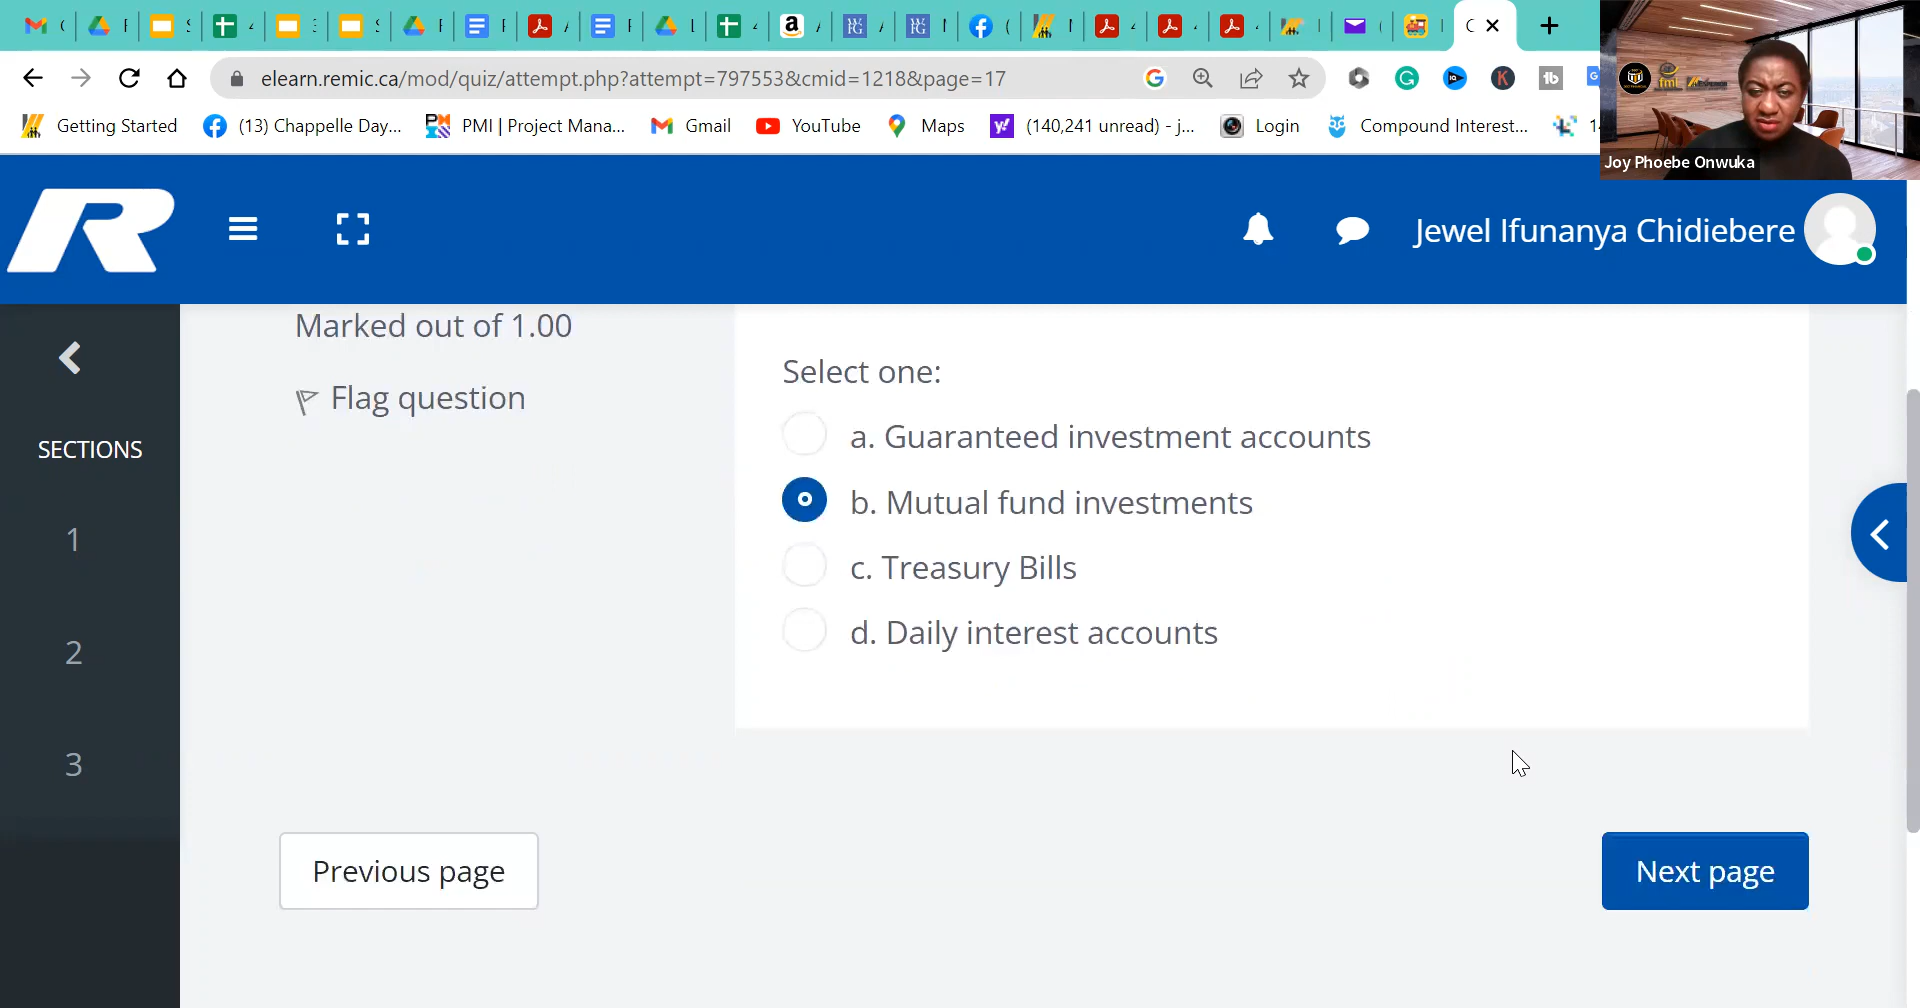 elearn.remic.ca/mod/quiz/attempt.php?attempt=797553&cmid=1218&page=17
Getting Started
(13) Chappelle Day...
PMI | Project Mana...
Gmail
YouTube
Maps
(140,241 unread) - j...
Login
Compound Interest...
Joy Phoebe Onwuka
Jewel Ifunanya Chidiebere
Marked out of 1.00
Flag question
SECTIONS
1
2
3
Select one:
a. Guaranteed investment accounts
b. Mutual fund investments
c. Treasury Bills
d. Daily interest accounts
Previous page
Next page